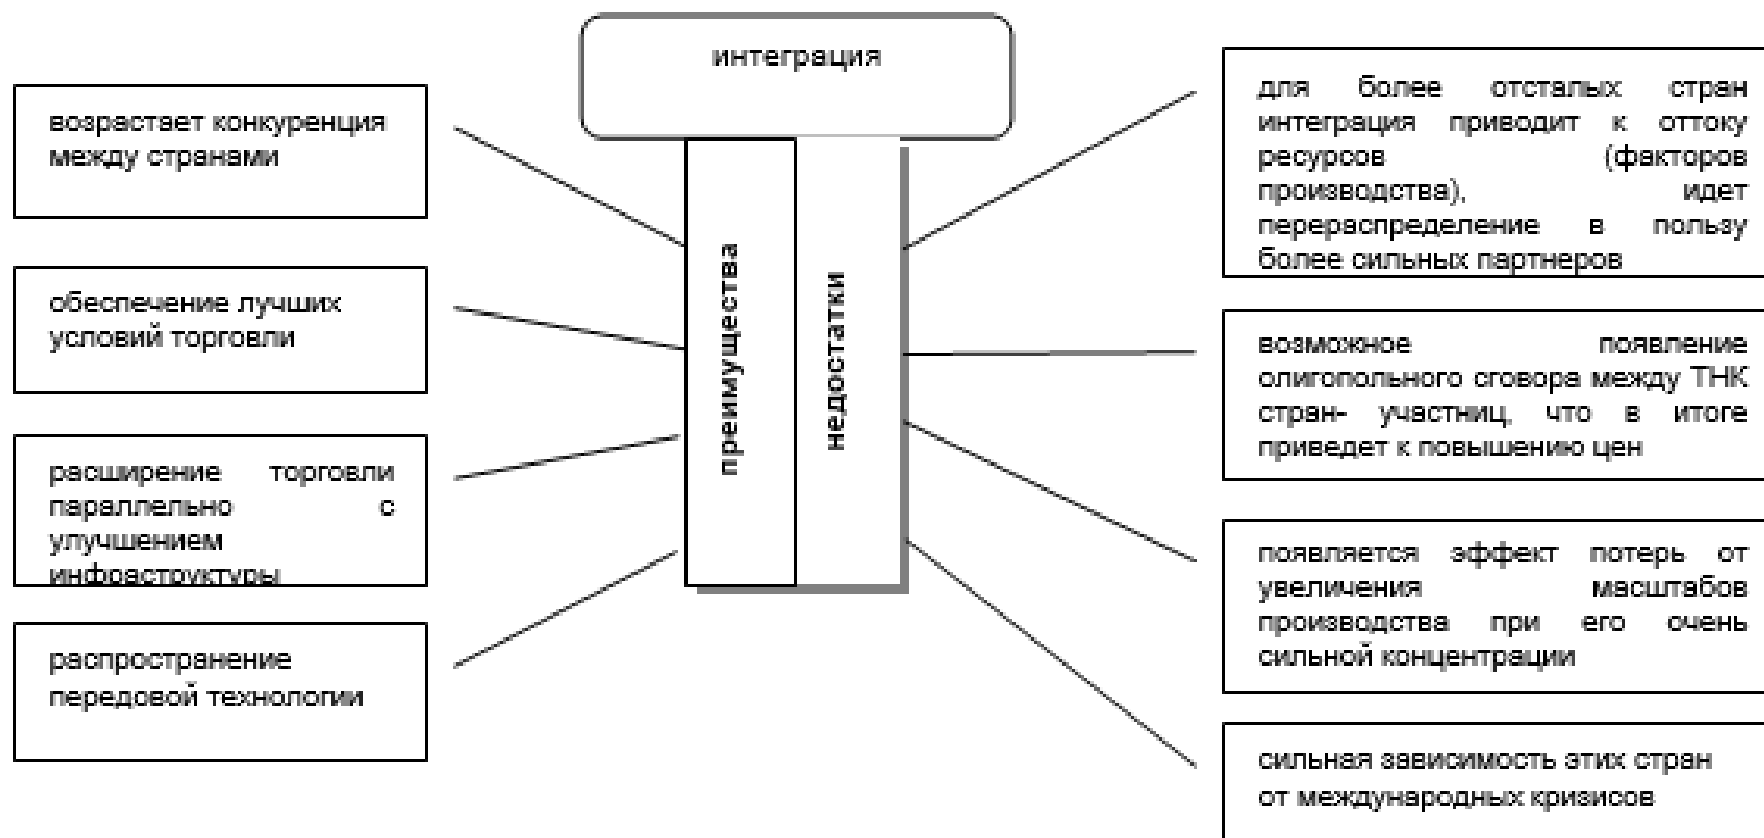 интеграция
возрастает конкуренция
между странами
обеспечение лучших
условий торговли
расширение торговли
параллельно с
улучшением
инфраструктуры
распространение
передовой технологии
преимущества
недостатки
для более отсталых стран
интеграция приводит к оттоку
ресурсов (факторов
производства), идет
перераспределение в пользу
более сильных партнеров
возможное появление
олигопольного сговора между ТНК
стран- участниц, что в итоге
приведет к повышению цен
появляется эффект потерь от
увеличения масштабов
производства при его очень
сильной концентрации
сильная зависимость этих стран
от международных кризисов